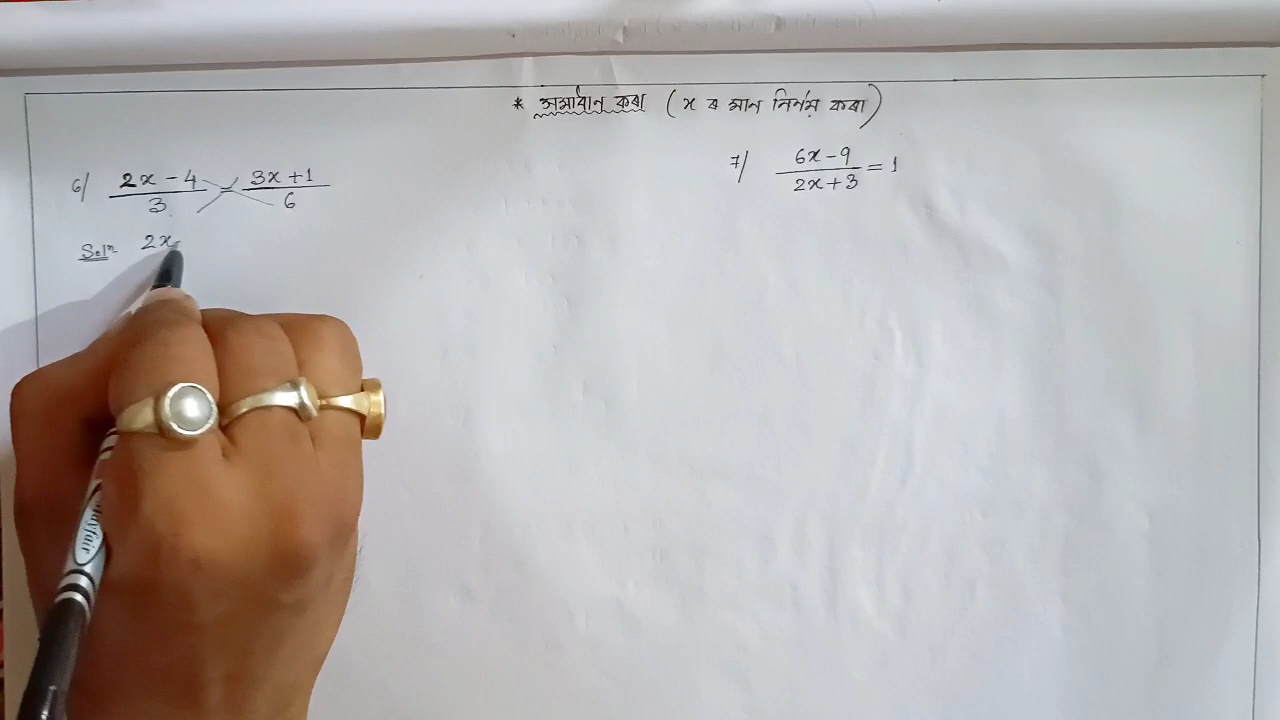 * সমাধান কৰা (x ৰ মান নিৰ্ণয় কৰা)
6/ 2x - 4 / 3 = 3x + 1 / 6
Solⁿ 2x
7/ 6x - 9 / 2x + 3 = 1
Mayfair